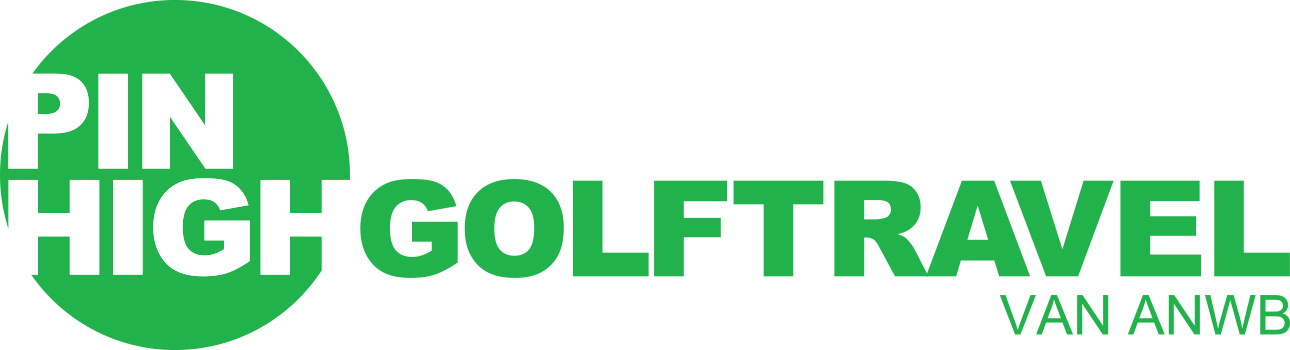 PIN
HIGH GOLFTRAVEL
VAN ANWB